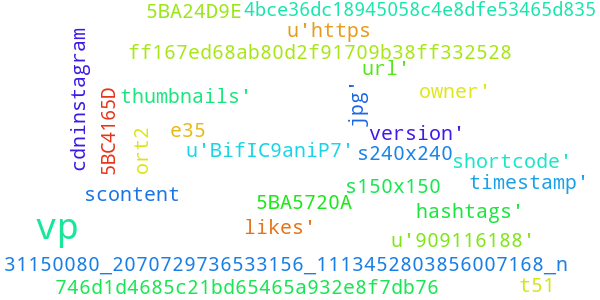 5BA24D9E 4bce36dc18945058c4e8dfe53465d835
u'https
ff167ed68ab80d2f91709b38ff332528
cdninstagram
url'
5BC4165D
thumbnails'
jpg'
owner'
ort2
e35
version'
u'BifIC9aniP7'
s240x240
shortcode'
scontent
s150x150
timestamp'
5BA5720A
hashtags'
vp
likes'
u'909116188'
31150080_2070729736533156_1113452803856007168_n
746d1d4685c21bd65465a932e8f7db76
t51